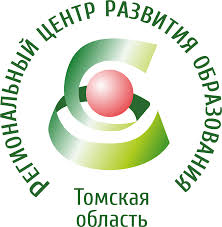 РЕГИОНАЛЬНЫЙ ЦЕНТР РАЗВИТИЯ ОБРАЗОВАНИЯ
Томская
область